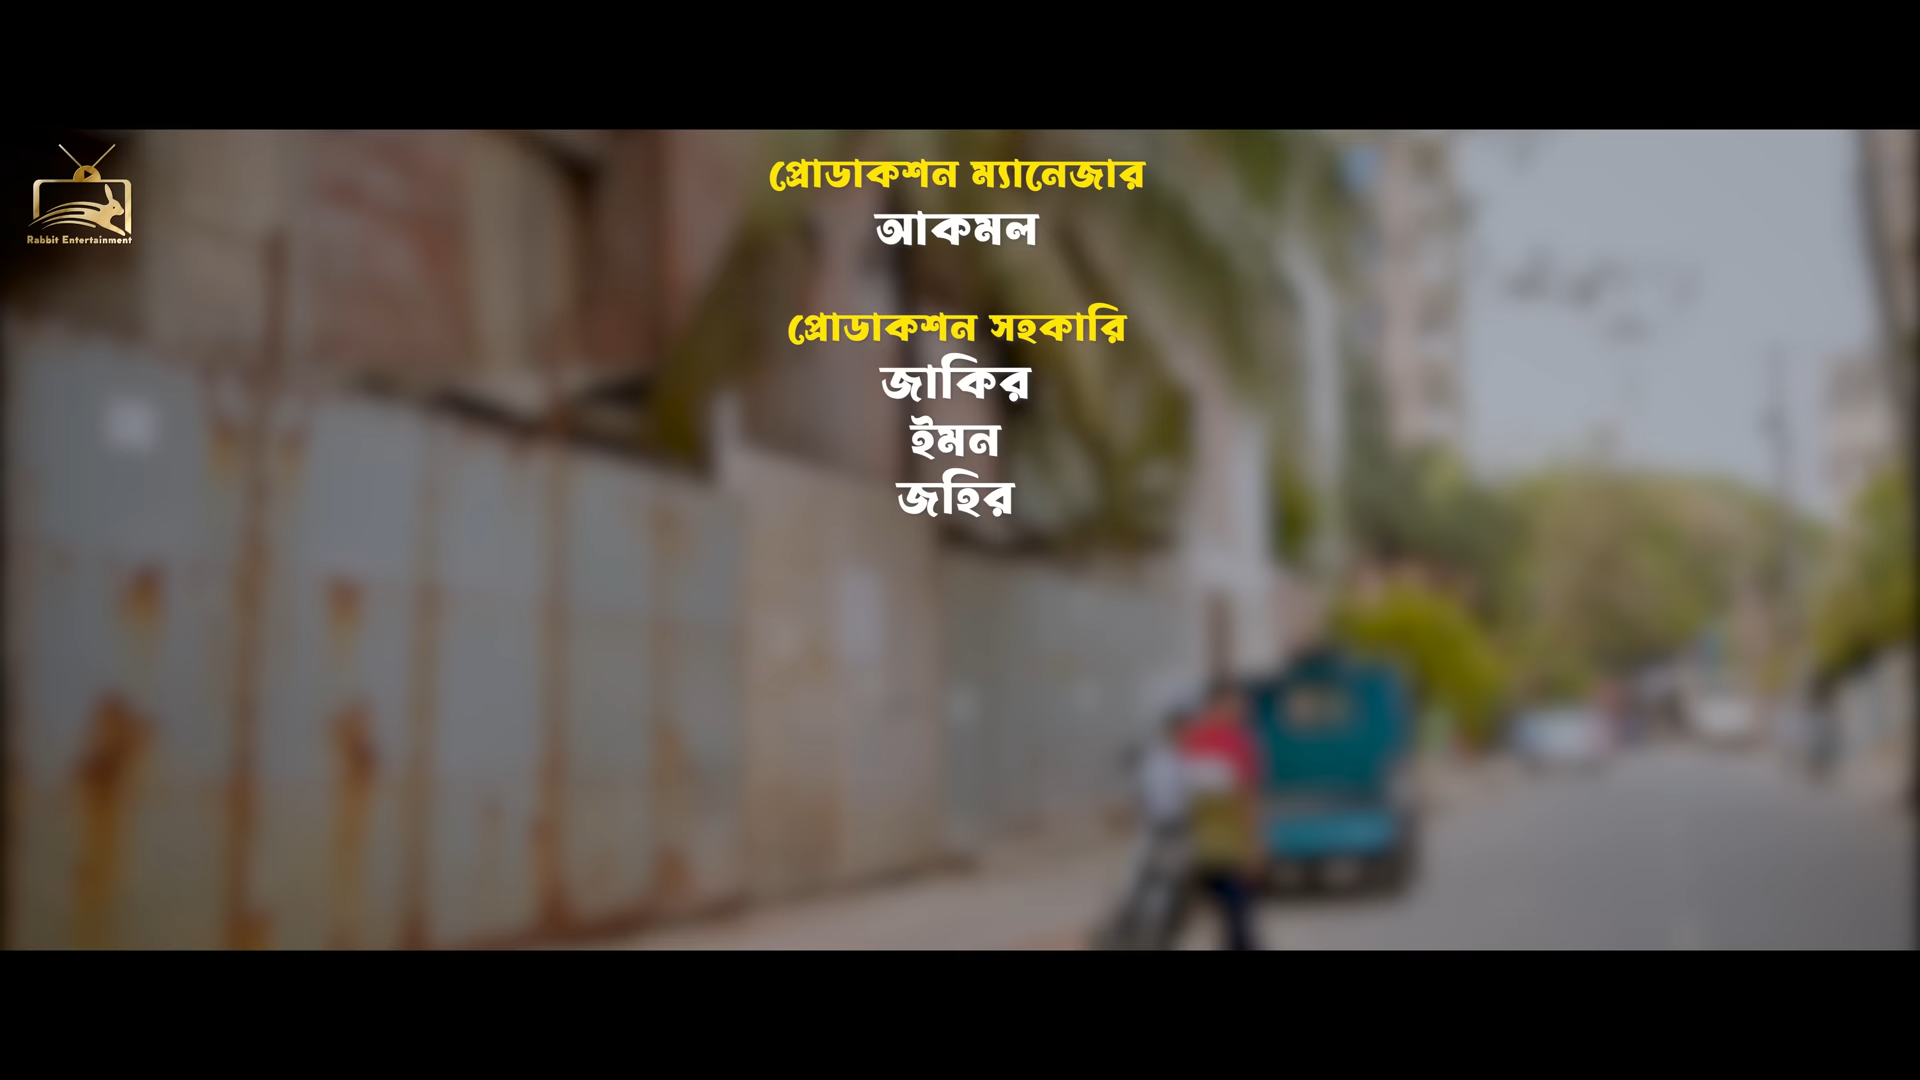 Rabbit Entertainment
প্রোডাকশন ম্যানেজার
আকমল
প্রোডাকশন সহকারি
জাকির
ইমন
জহির